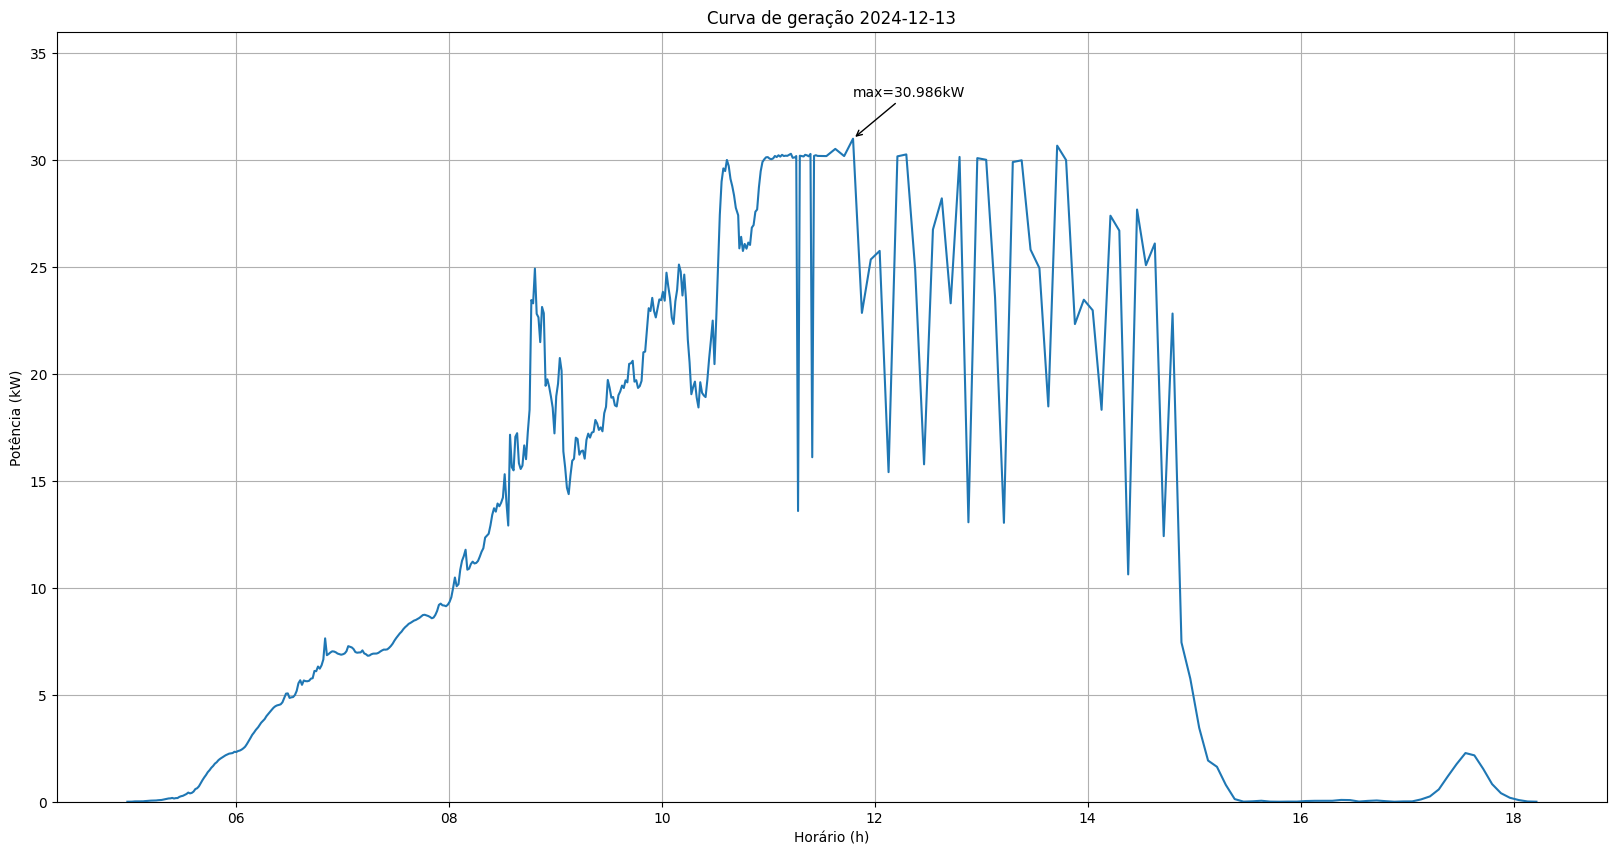 Curva de geração 2024-12-13
35
max=30.986kW
30
25
20
15
10
5
0
Potência (kW)
06 08 10 12 14 16 18
Horário (h)